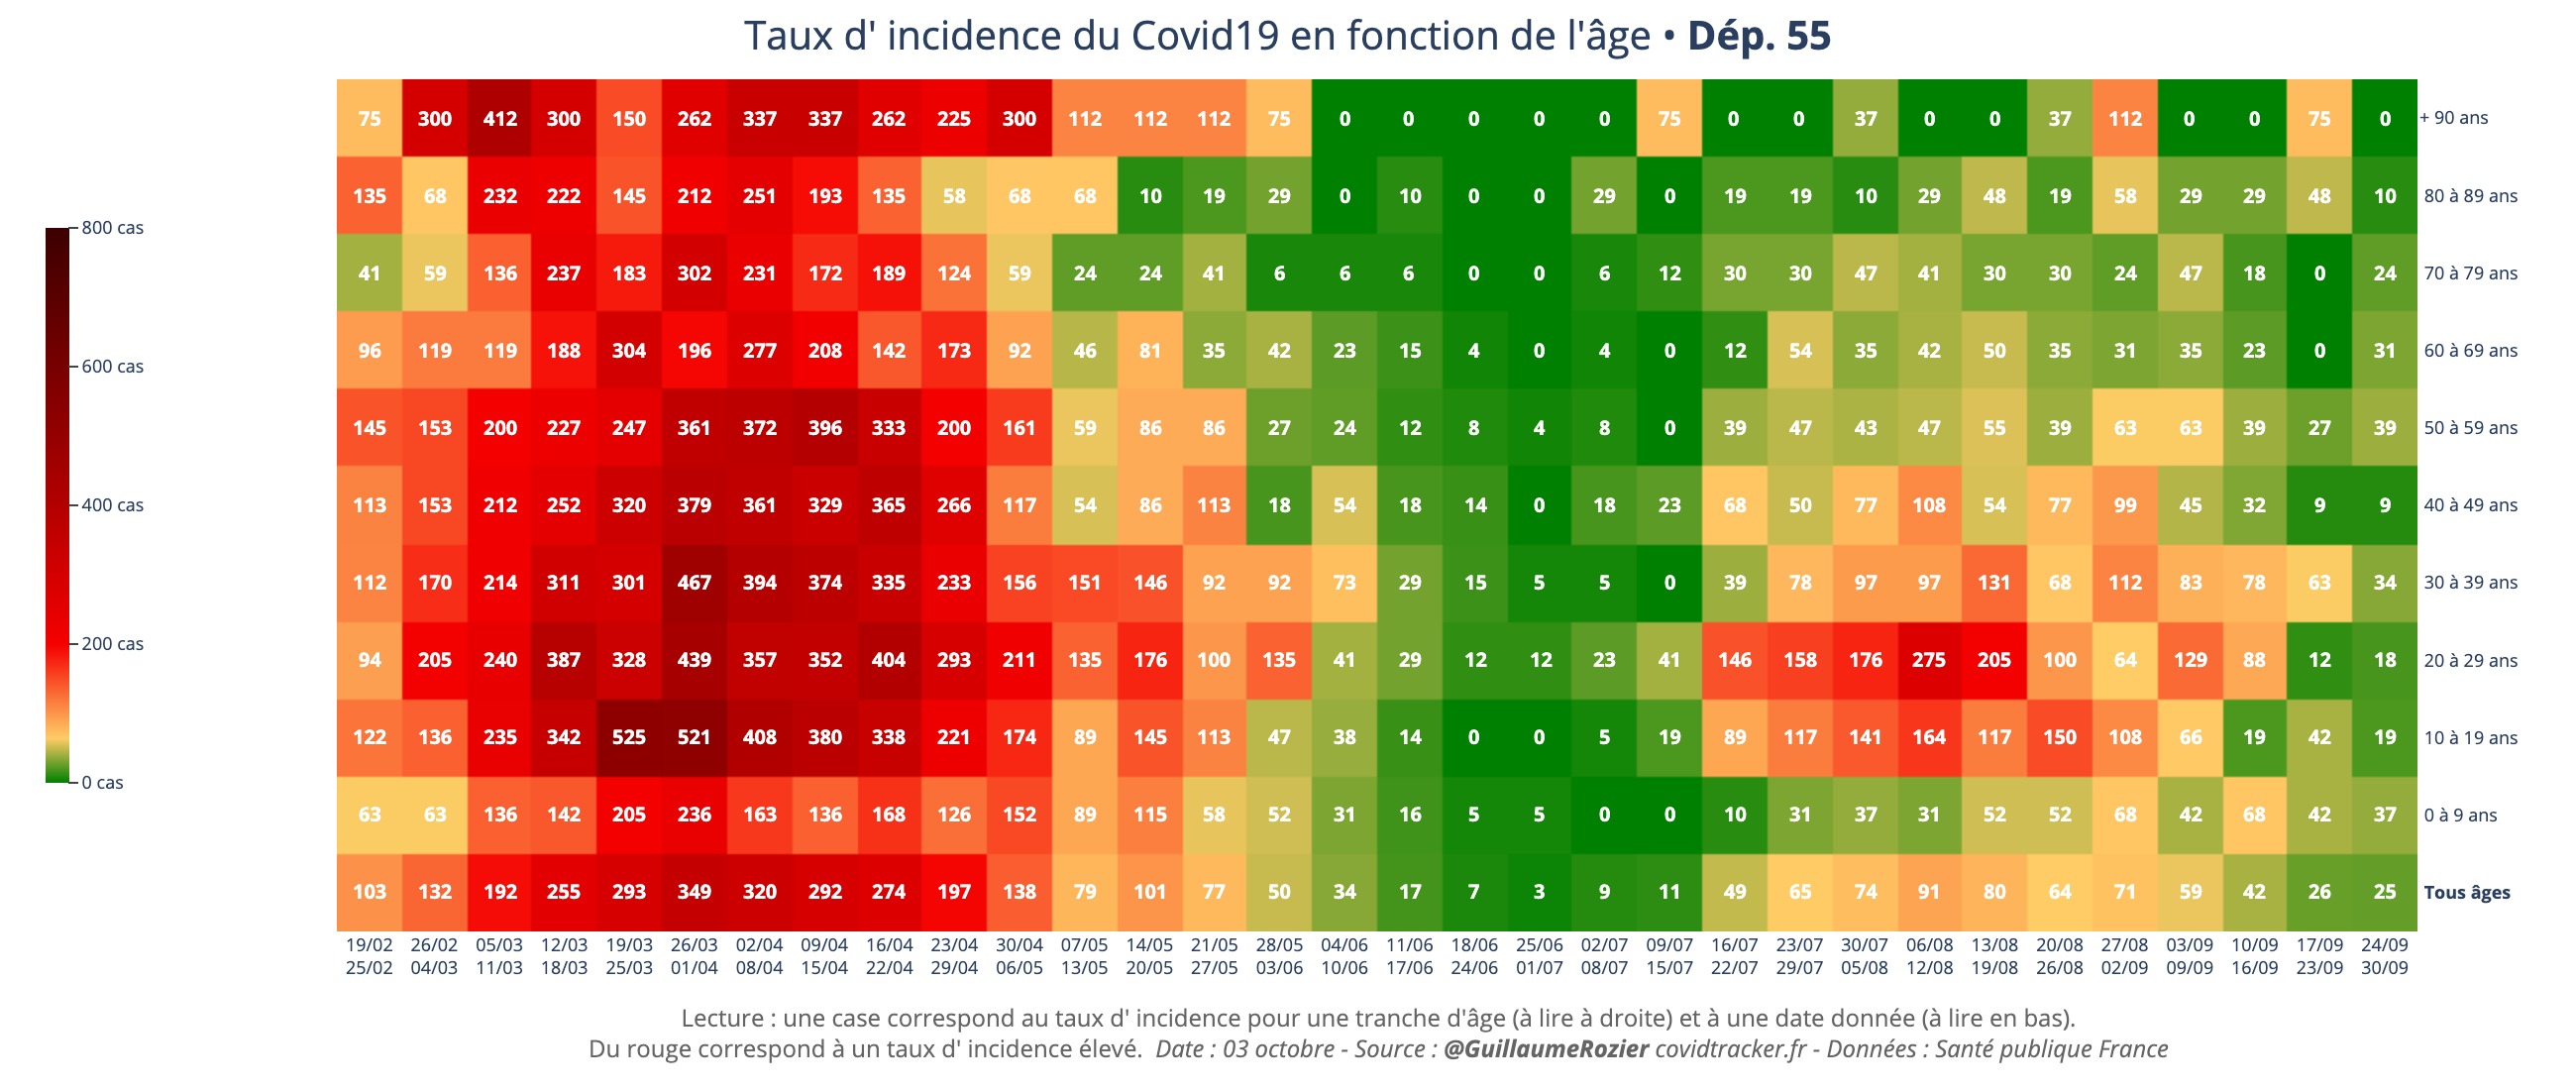 Taux d' incidence du Covid19 en fonction de l'âge • Dép. 55
800 cas
600 cas
400 cas
200 cas
0 cas
75 300 412 300 150 262 337 337 262 225 300 112 112 112 75 0 0 0 0 0 75 0 0 37 0 0 37 112 0 0 75 0 + 90 ans
135 68 232 222 145 212 251 193 135 58 68 68 10 19 29 0 10 0 0 29 0 19 19 10 29 48 19 58 29 29 48 10 80 à 89 ans
41 59 136 237 183 302 231 172 189 124 59 24 24 41 6 6 6 0 0 6 12 30 30 47 41 30 30 24 47 18 0 24 70 à 79 ans
96 119 119 188 304 196 277 208 142 173 92 46 81 35 42 23 15 4 0 4 0 12 54 35 42 50 35 31 35 23 0 31 60 à 69 ans
145 153 200 227 247 361 372 396 333 200 161 59 86 86 27 24 12 8 4 8 0 39 47 43 47 55 39 63 63 39 27 39 50 à 59 ans
113 153 212 252 320 379 361 329 365 266 117 54 86 113 18 54 18 14 0 18 23 68 50 77 108 54 77 99 45 32 9 9 40 à 49 ans
112 170 214 311 301 467 394 374 335 233 156 151 146 92 92 73 29 15 5 5 0 39 78 97 97 131 68 112 83 78 63 34 30 à 39 ans
94 205 240 387 328 439 357 352 404 293 211 135 176 100 135 41 29 12 12 23 41 146 158 176 275 205 100 64 129 88 12 18 20 à 29 ans
122 136 235 342 525 521 408 380 338 221 174 89 145 113 47 38 14 0 0 5 19 89 117 141 164 117 150 108 66 19 42 19 10 à 19 ans
63 63 136 142 205 236 163 136 168 126 152 89 115 58 52 31 16 5 5 0 0 10 31 37 31 52 52 68 42 68 42 37 0 à 9 ans
103 132 192 255 293 349 320 292 274 197 138 79 101 77 50 34 17 7 3 9 11 49 65 74 91 80 64 71 59 42 26 25 Tous âges
19/02 26/02 05/03 12/03 19/03 26/03 02/04 09/04 16/04 23/04 30/04 07/05 14/05 21/05 28/05 04/06 11/06 18/06 25/06 02/07 09/07 16/07 23/07 30/07 06/08 13/08 20/08 27/08 03/09 10/09 17/09 24/09
25/02 04/03 11/03 18/03 25/03 01/04 08/04 15/04 22/04 29/04 06/05 13/05 20/05 27/05 03/06 10/06 17/06 24/06 01/07 08/07 15/07 22/07 29/07 05/08 12/08 19/08 26/08 02/09 09/09 16/09 23/09 30/09
Lecture : une case correspond au taux d' incidence pour une tranche d'âge (à lire à droite) et à une date donnée (à lire en bas).
Du rouge correspond à un taux d' incidence élevé. Date : 03 octobre - Source : @GuillaumeRozier covidtracker.fr - Données : Santé publique France